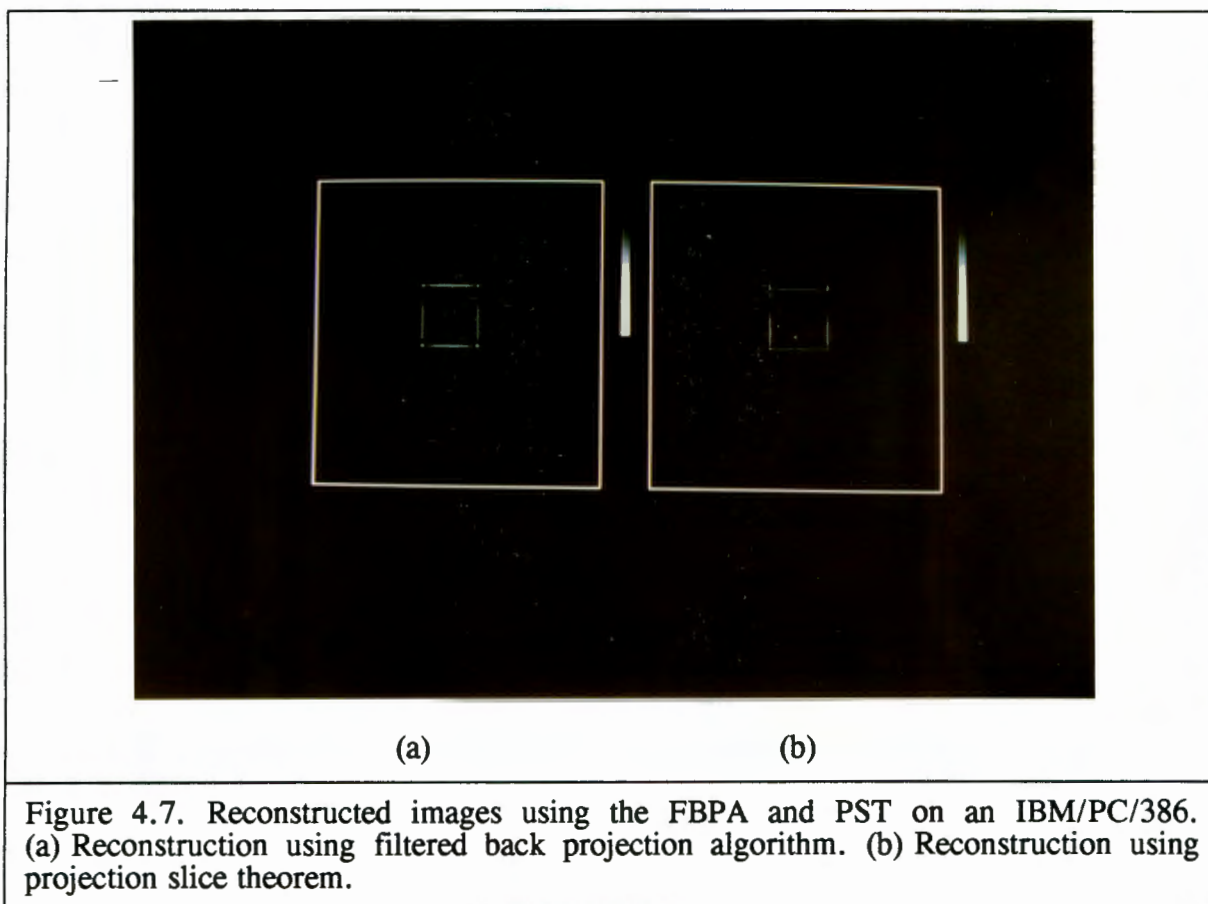 (a) (b)
Figure 4.7. Reconstructed images using the FBPA and PST on an IBM/PC/386.
(a) Reconstruction using filtered back projection algorithm. (b) Reconstruction using
projection slice theorem.